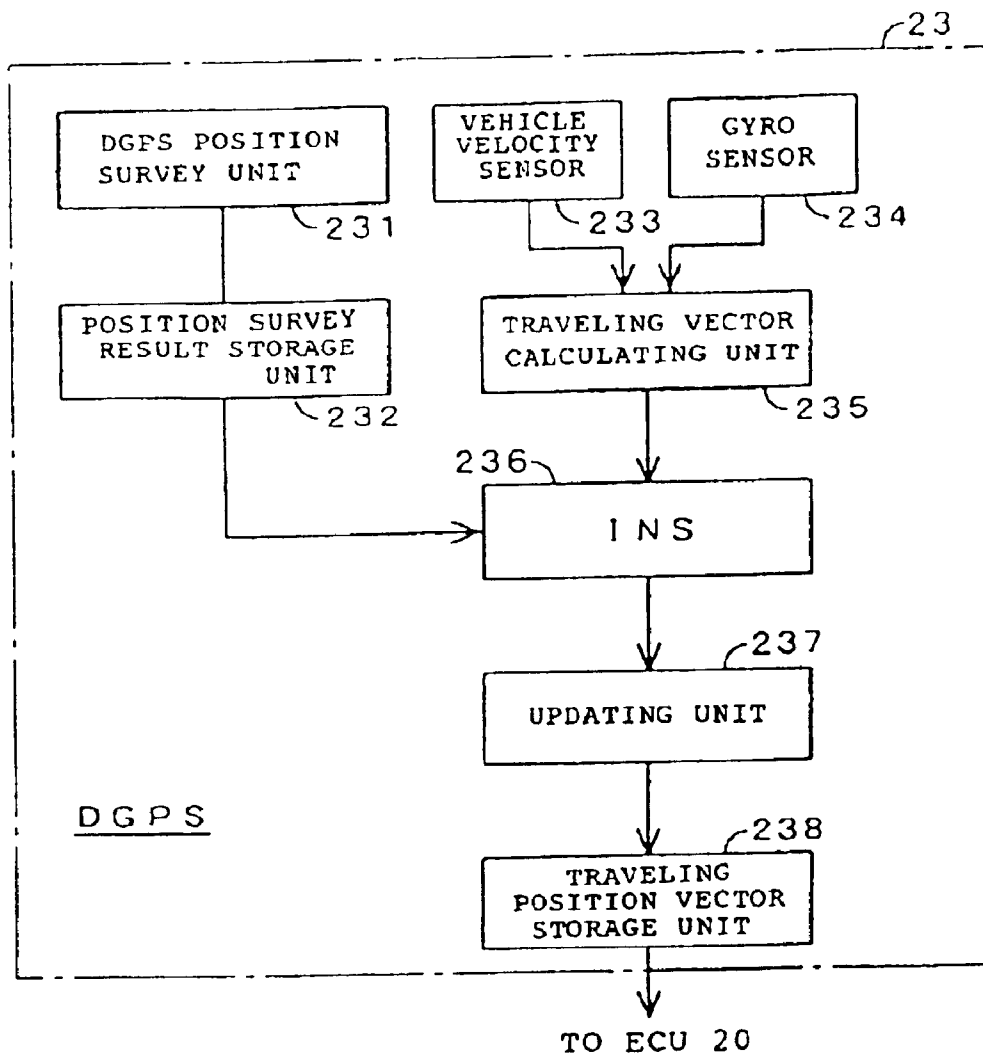 23
DGPS POSITION
SURVEY UNIT
231
VEHICLE
VELOCITY
SENSOR
233
GYRO
SENSOR
234
POSITION SURVEY
RESULT STORAGE
UNIT
232
TRAVELING VECTOR
CALCULATING UNIT
235
236
INS
237
UPDATING UNIT
DGPS
238
TRAVELING
POSITION VECTOR
STORAGE UNIT
TO ECU 20